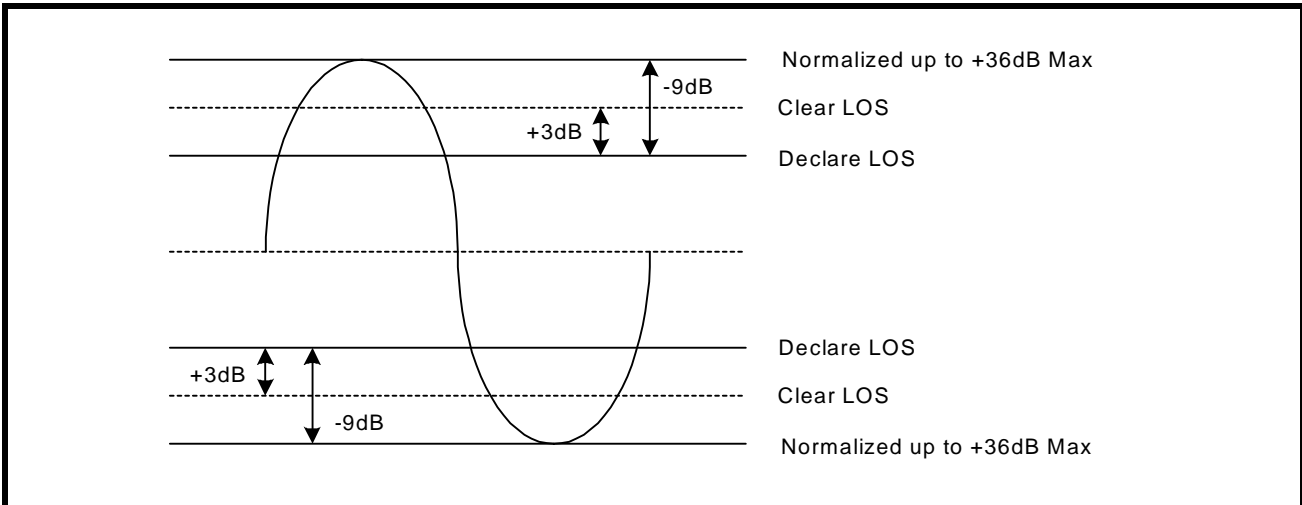 Normalized up to +36dB Max
-9dB
Clear LOS
+3dB
Declare LOS
Declare LOS
+3dB
Clear LOS
-9dB
Normalized up to +36dB Max